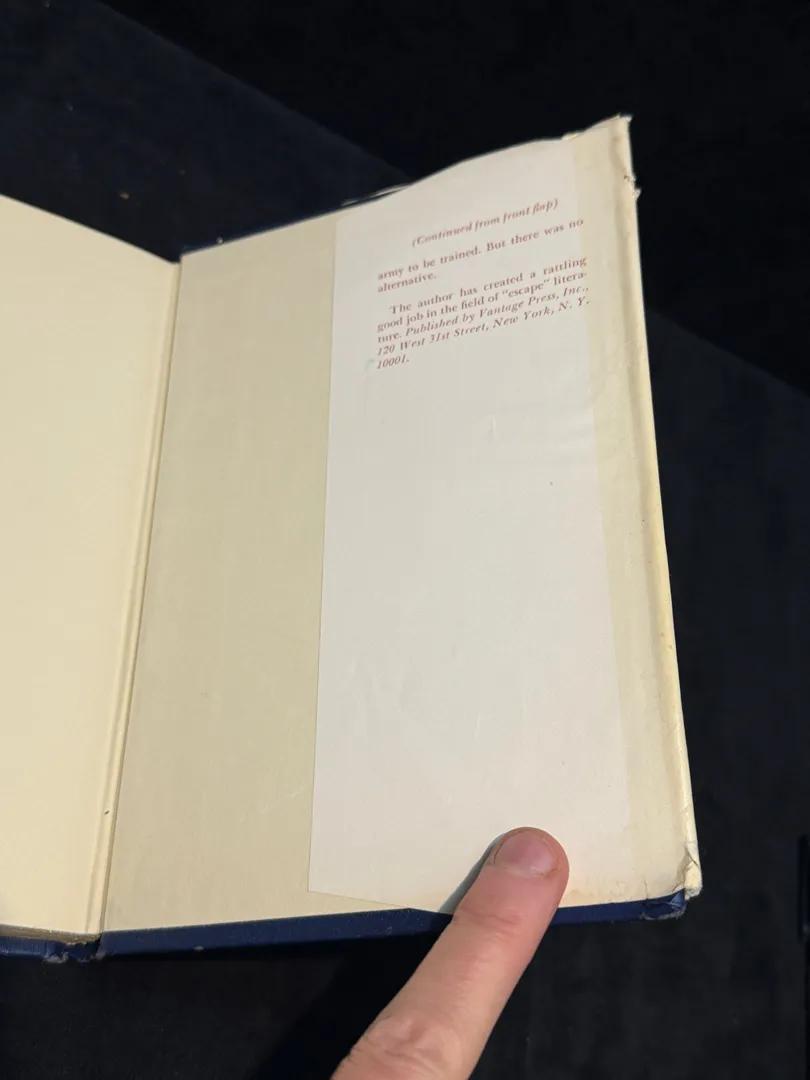 (Continued from front flap)
army to be trained. But there was no
alternative.
The author has created a rattling
good job in the field of "escape" litera-
ture. Published by Vantage Press, Inc.,
120 West 31st Street, New York, N. Y.
10001.